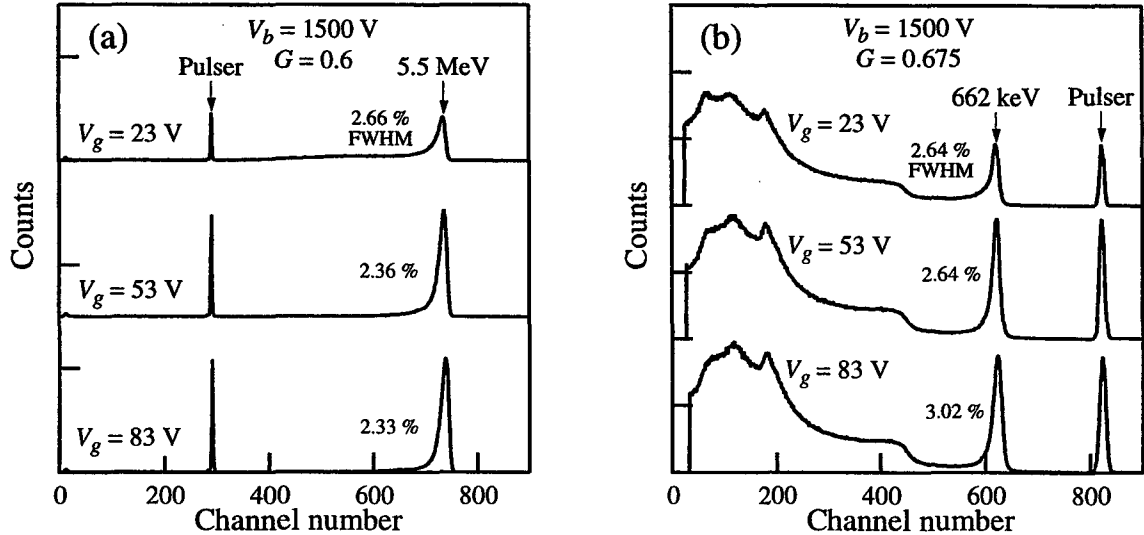 (a)
V_b = 1500 V
G = 0.6
Pulser
5.5 MeV
V_g = 23 V
2.66 %
FWHM
V_g = 53 V
2.36 %
V_g = 83 V
2.33 %
Counts
0 200 400 600 800
Channel number
(b)
V_b = 1500 V
G = 0.675
662 keV
Pulser
V_g = 23 V
2.64 %
FWHM
V_g = 53 V
2.64 %
V_g = 83 V
3.02 %
Counts
0 200 400 600 800
Channel number